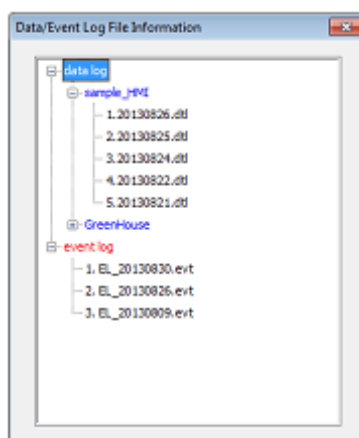 Data/Event Log File Information
data log
sample_HMI
1.20130826.dtl
2.20130825.dtl
3.20130824.dtl
4.20130822.dtl
5.20130821.dtl
GreenHouse
event log
1. EL_20130830.evt
2. EL_20130826.evt
3. EL_20130809.evt